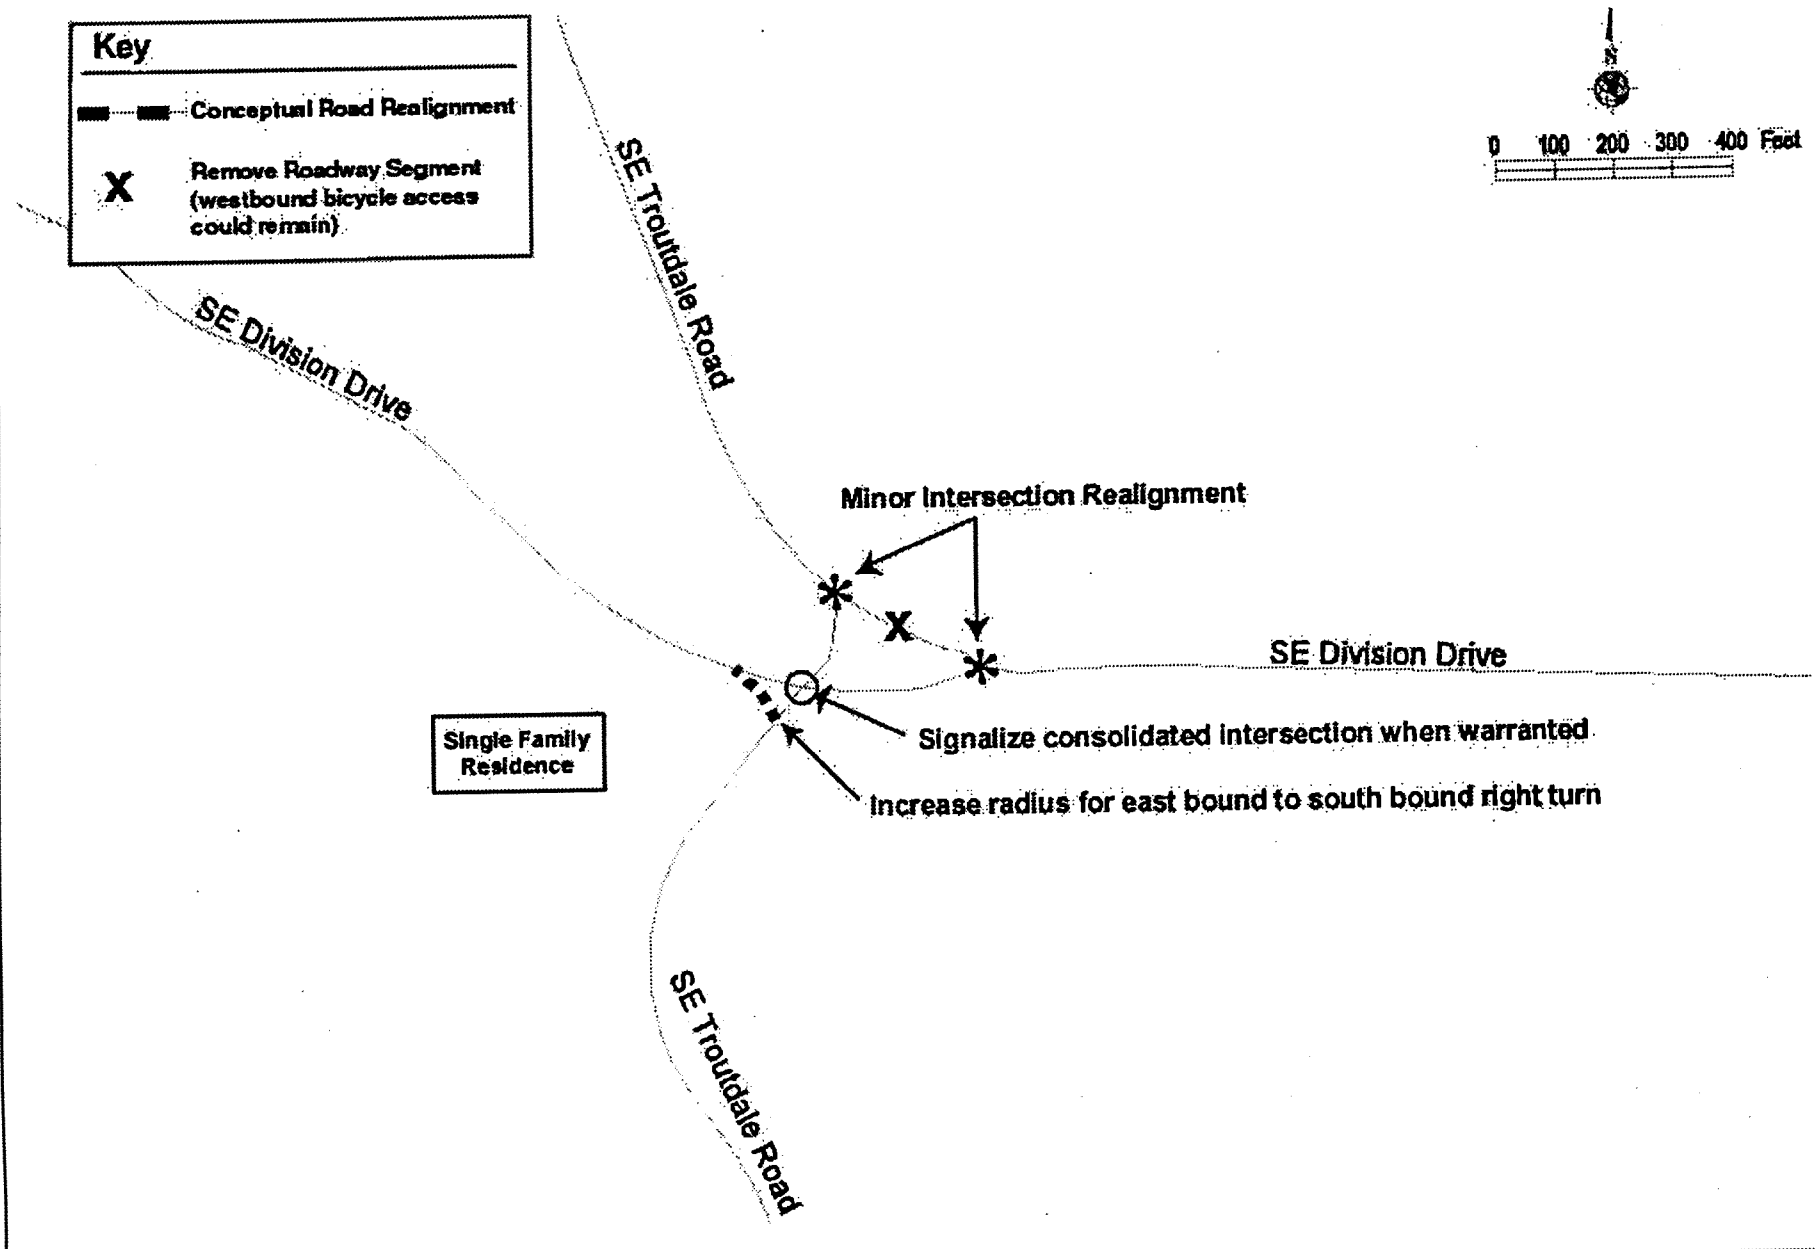 Key
Conceptual Road Realignment
X
Remove Roadway Segment
(westbound bicycle access
could remain)
0 100 200 300 400 Feet
SE Troutdale Road
SE Division Drive
Minor Intersection Realignment
X
SE Division Drive
Signalize consolidated intersection when warranted
Single Family
Residence
Increase radius for east bound to south bound right turn
SE Troutdale Road